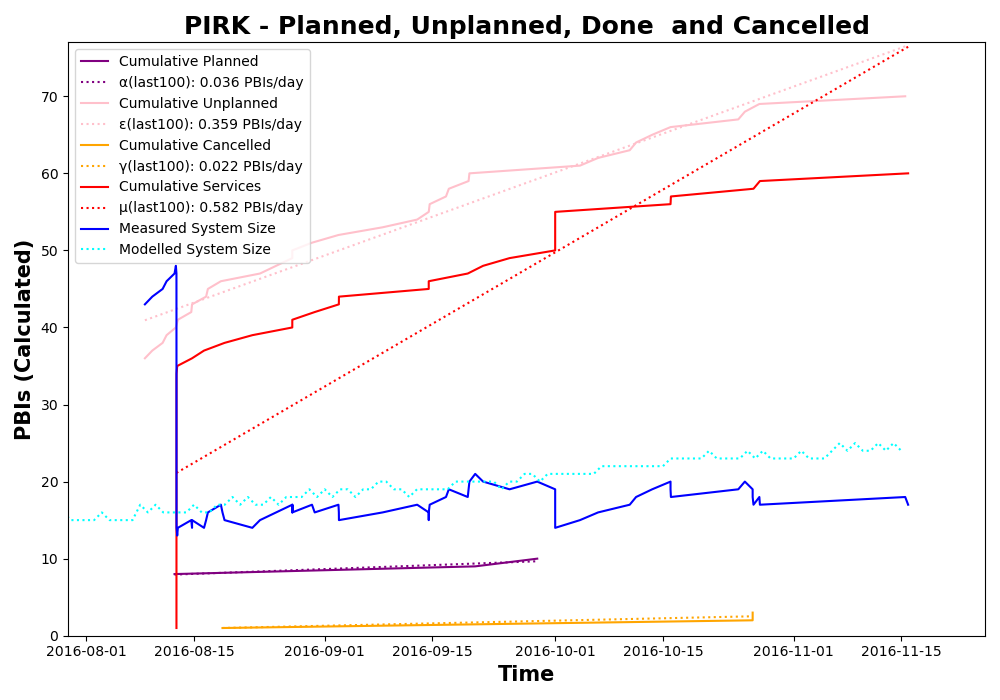 PIRK - Planned, Unplanned, Done  and Cancelled
Cumulative Planned
α(last100): 0.036 PBIs/day
Cumulative Unplanned
ε(last100): 0.359 PBIs/day
Cumulative Cancelled
γ(last100): 0.022 PBIs/day
Cumulative Services
μ(last100): 0.582 PBIs/day
Measured System Size
Modelled System Size
PBIs (Calculated)
70
60
50
40
30
20
10
0
2016-08-01 2016-08-15 2016-09-01 2016-09-15 2016-10-01 2016-10-15 2016-11-01 2016-11-15
Time